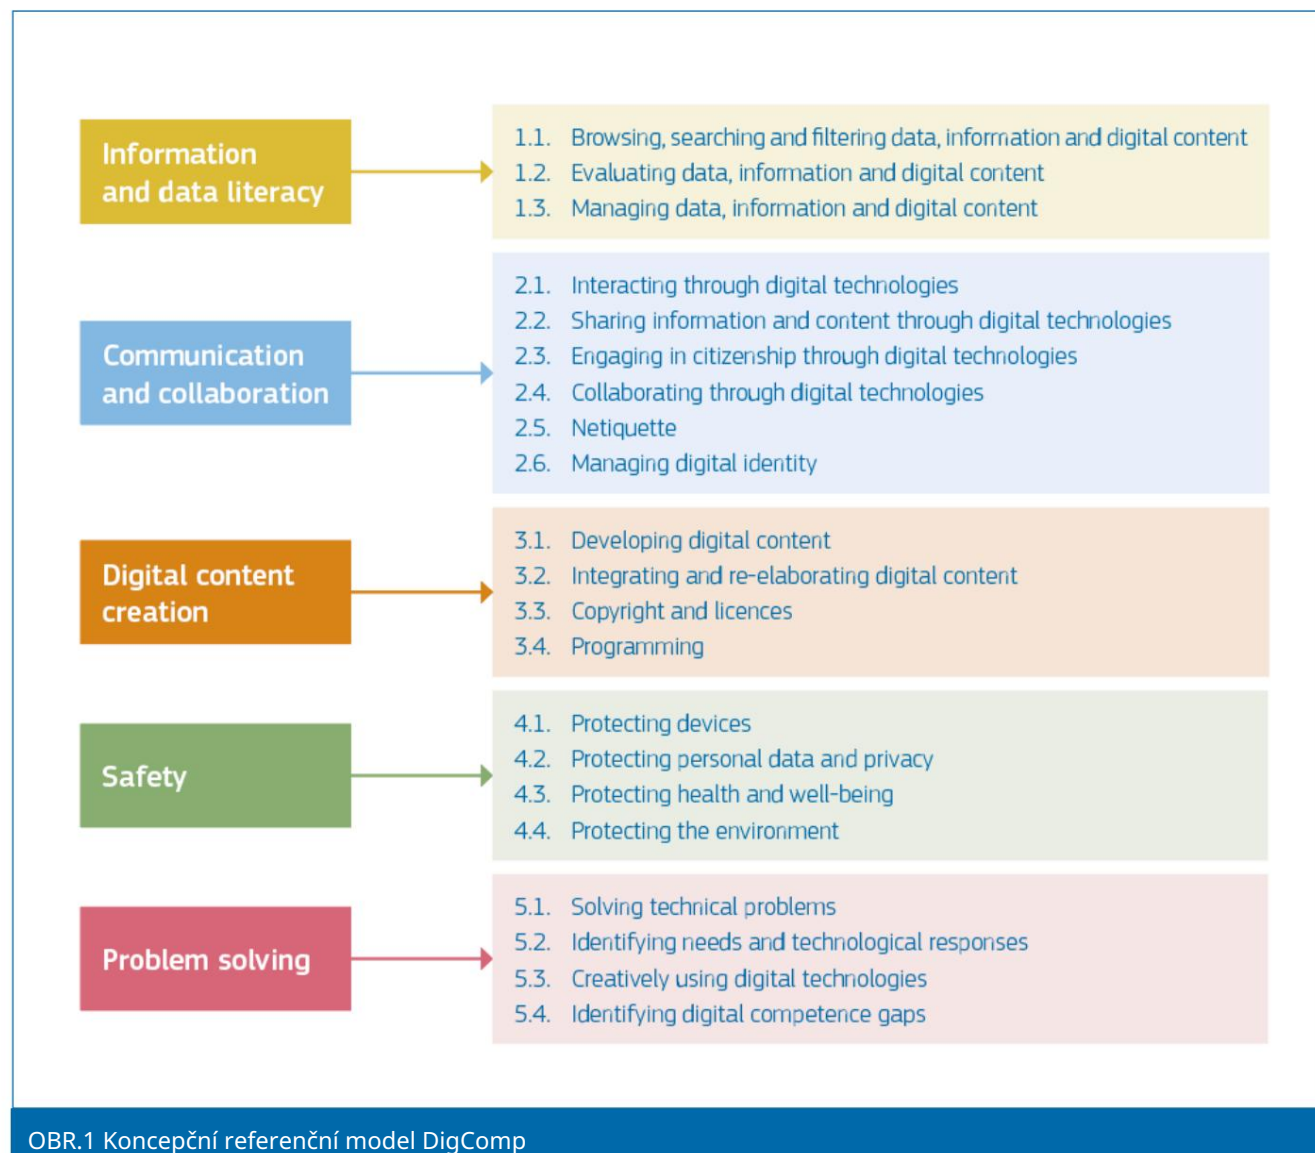 Information
and data literacy
1.1. Browsing, searching and filtering data, information and digital content
1.2. Evaluating data, information and digital content
1.3. Managing data, information and digital content
Communication
and collaboration
2.1. Interacting through digital technologies
2.2. Sharing information and content through digital technologies
2.3. Engaging in citizenship through digital technologies
2.4. Collaborating through digital technologies
2.5. Netiquette
2.6. Managing digital identity
Digital content
creation
3.1. Developing digital content
3.2. Integrating and re-elaborating digital content
3.3. Copyright and licences
3.4. Programming
Safety
4.1. Protecting devices
4.2. Protecting personal data and privacy
4.3. Protecting health and well-being
4.4. Protecting the environment
Problem solving
5.1. Solving technical problems
5.2. Identifying needs and technological responses
5.3. Creatively using digital technologies
5.4. Identifying digital competence gaps
OBR.1 Koncepční referenční model DigComp